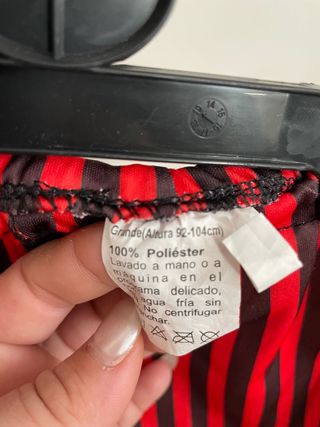 Grande(Altura 92-104cm)
100% Poliéster
Lavado a mano o a
máquina en el
programa delicado,
agua fría sin
No centrifugar